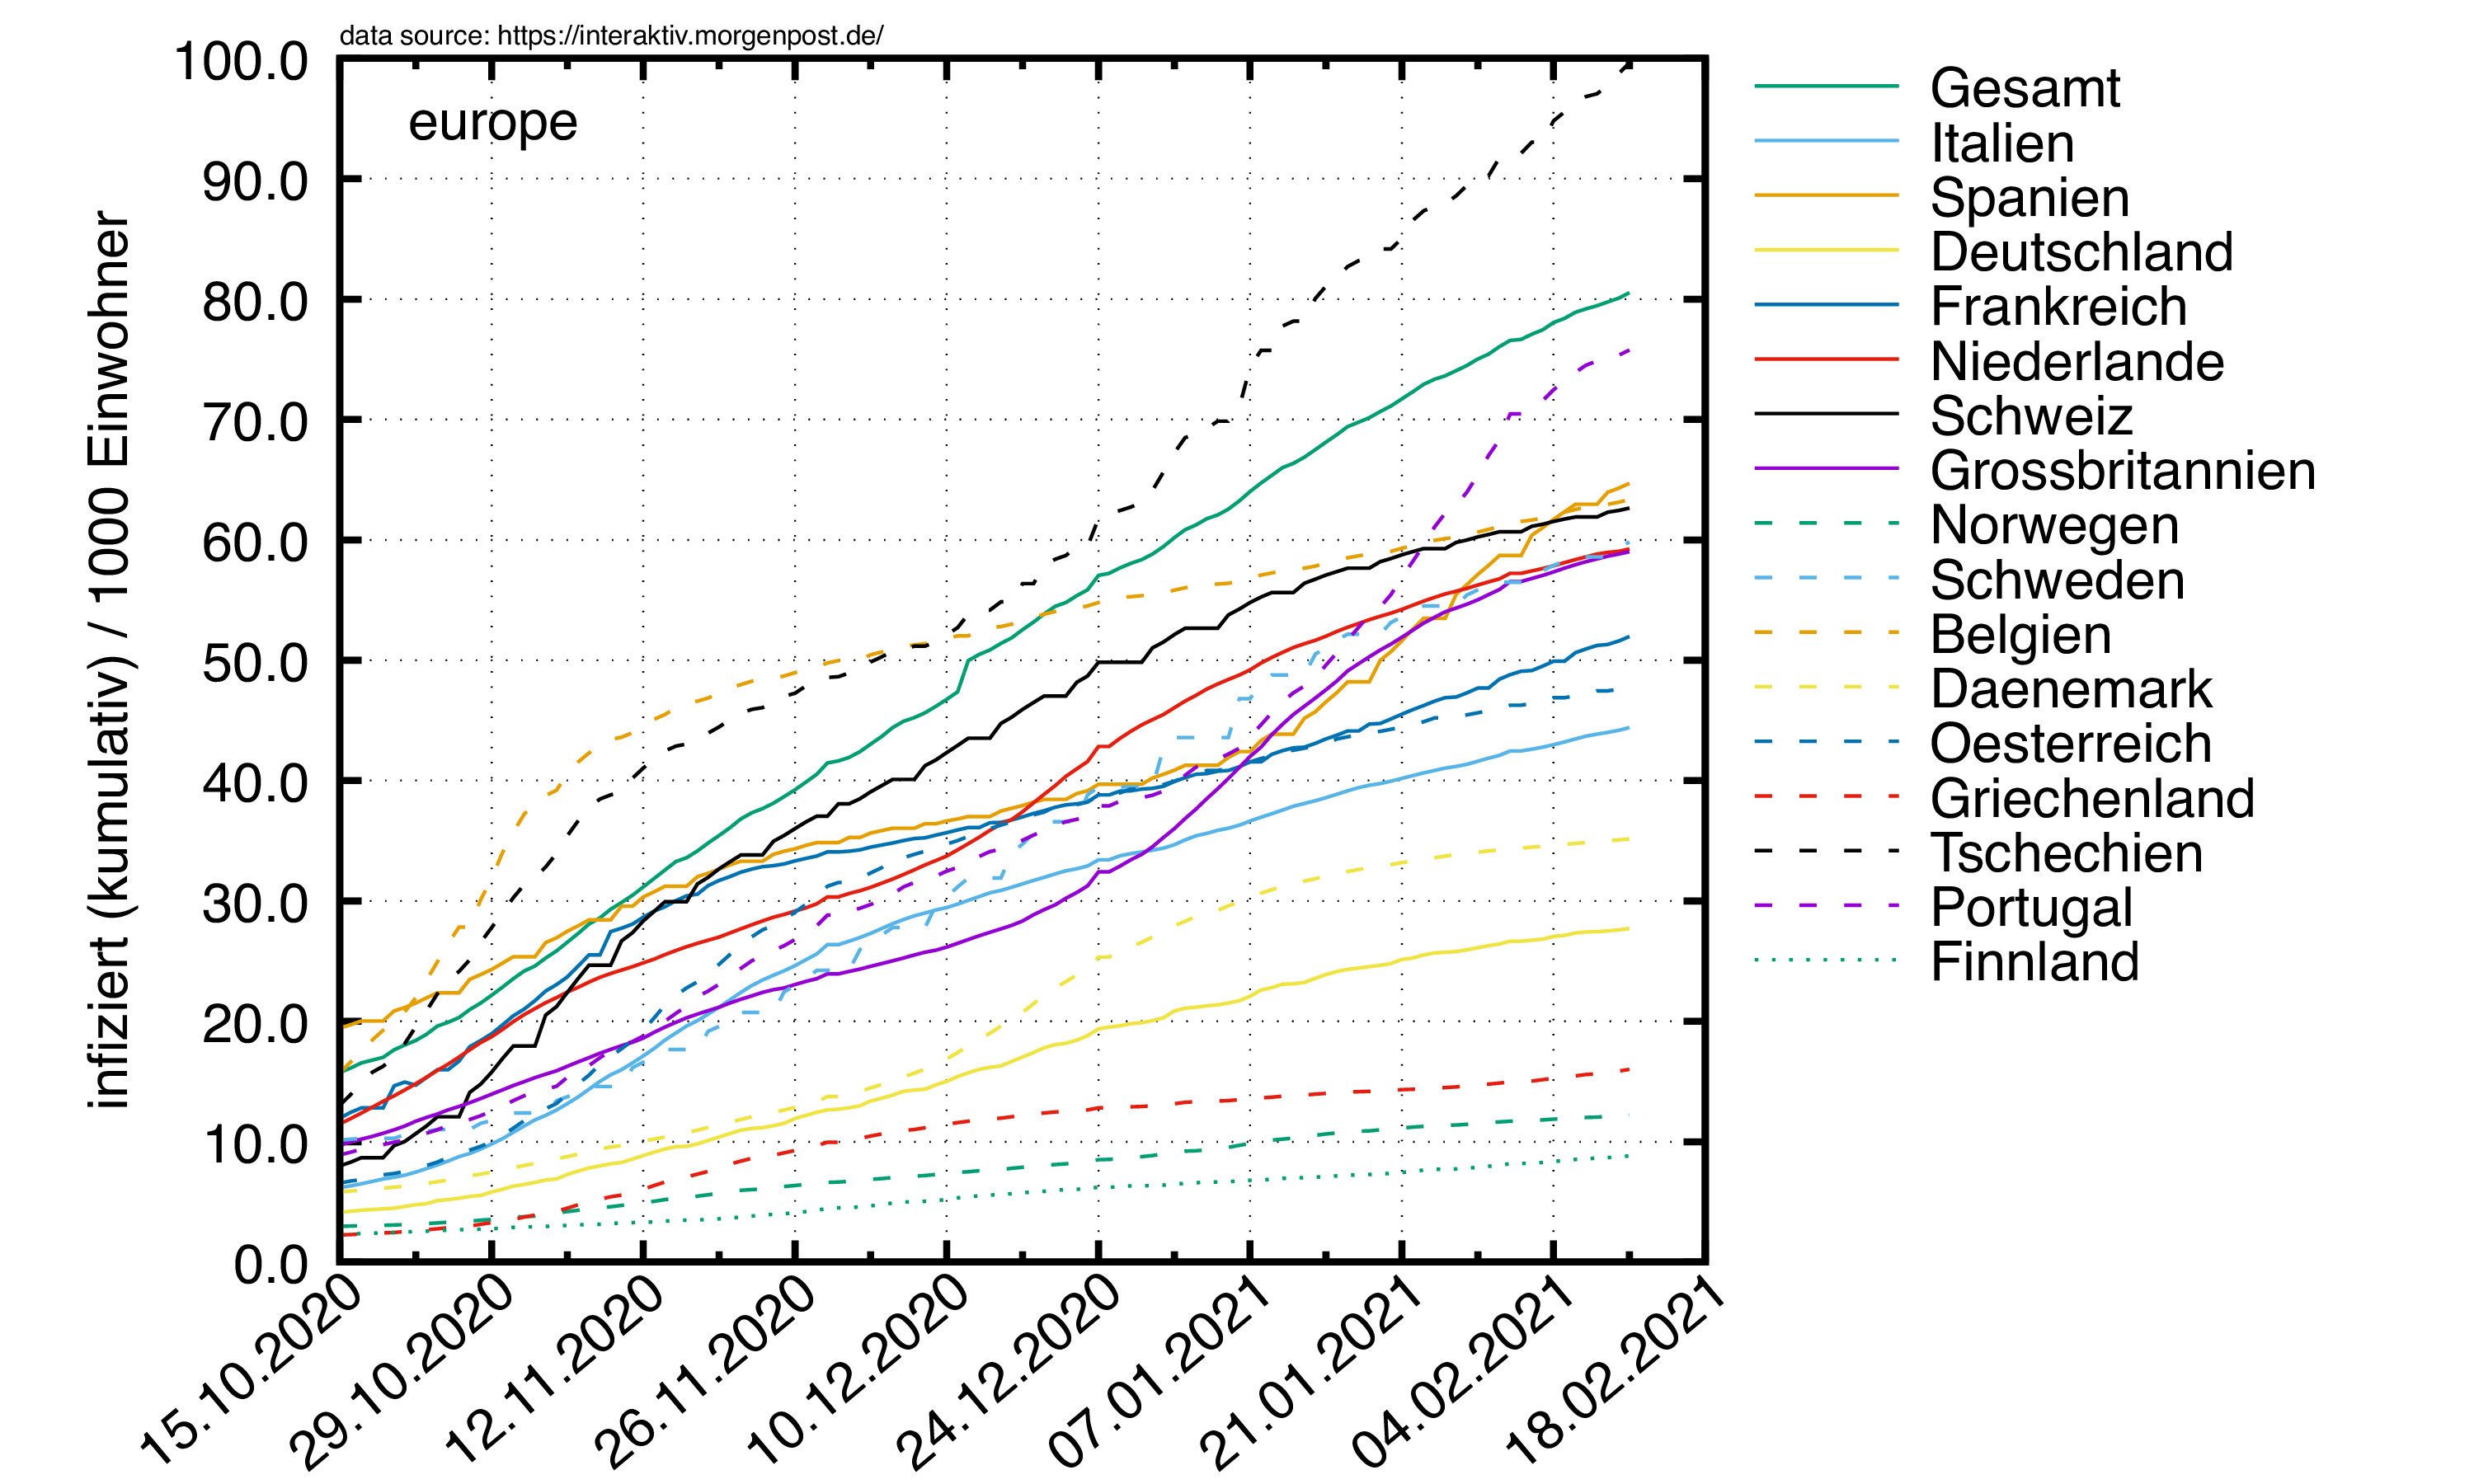 data source: https://interaktiv.morgenpost.de/
europe
infiziert (kumulativ) / 1000 Einwohner
100.0
90.0
80.0
70.0
60.0
50.0
40.0
30.0
20.0
10.0
0.0
15.10.2020
29.10.2020
12.11.2020
26.11.2020
10.12.2020
24.12.2020
07.01.2021
21.01.2021
04.02.2021
18.02.2021
Gesamt
Italien
Spanien
Deutschland
Frankreich
Niederlande
Schweiz
Grossbritannien
Norwegen
Schweden
Belgien
Daenemark
Oesterreich
Griechenland
Tschechien
Portugal
Finnland